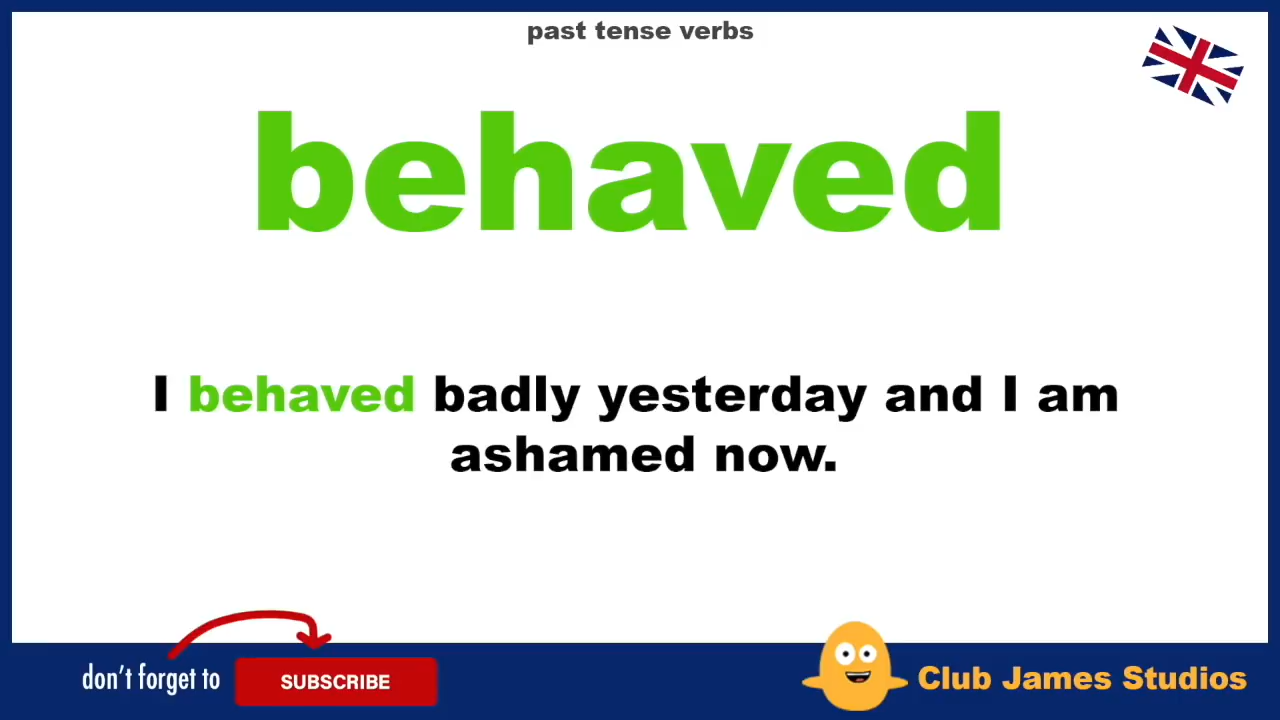 past tense verbs
behaved
I behaved badly yesterday and I am
ashamed now.
don't forget to
SUBSCRIBE
Club James Studios